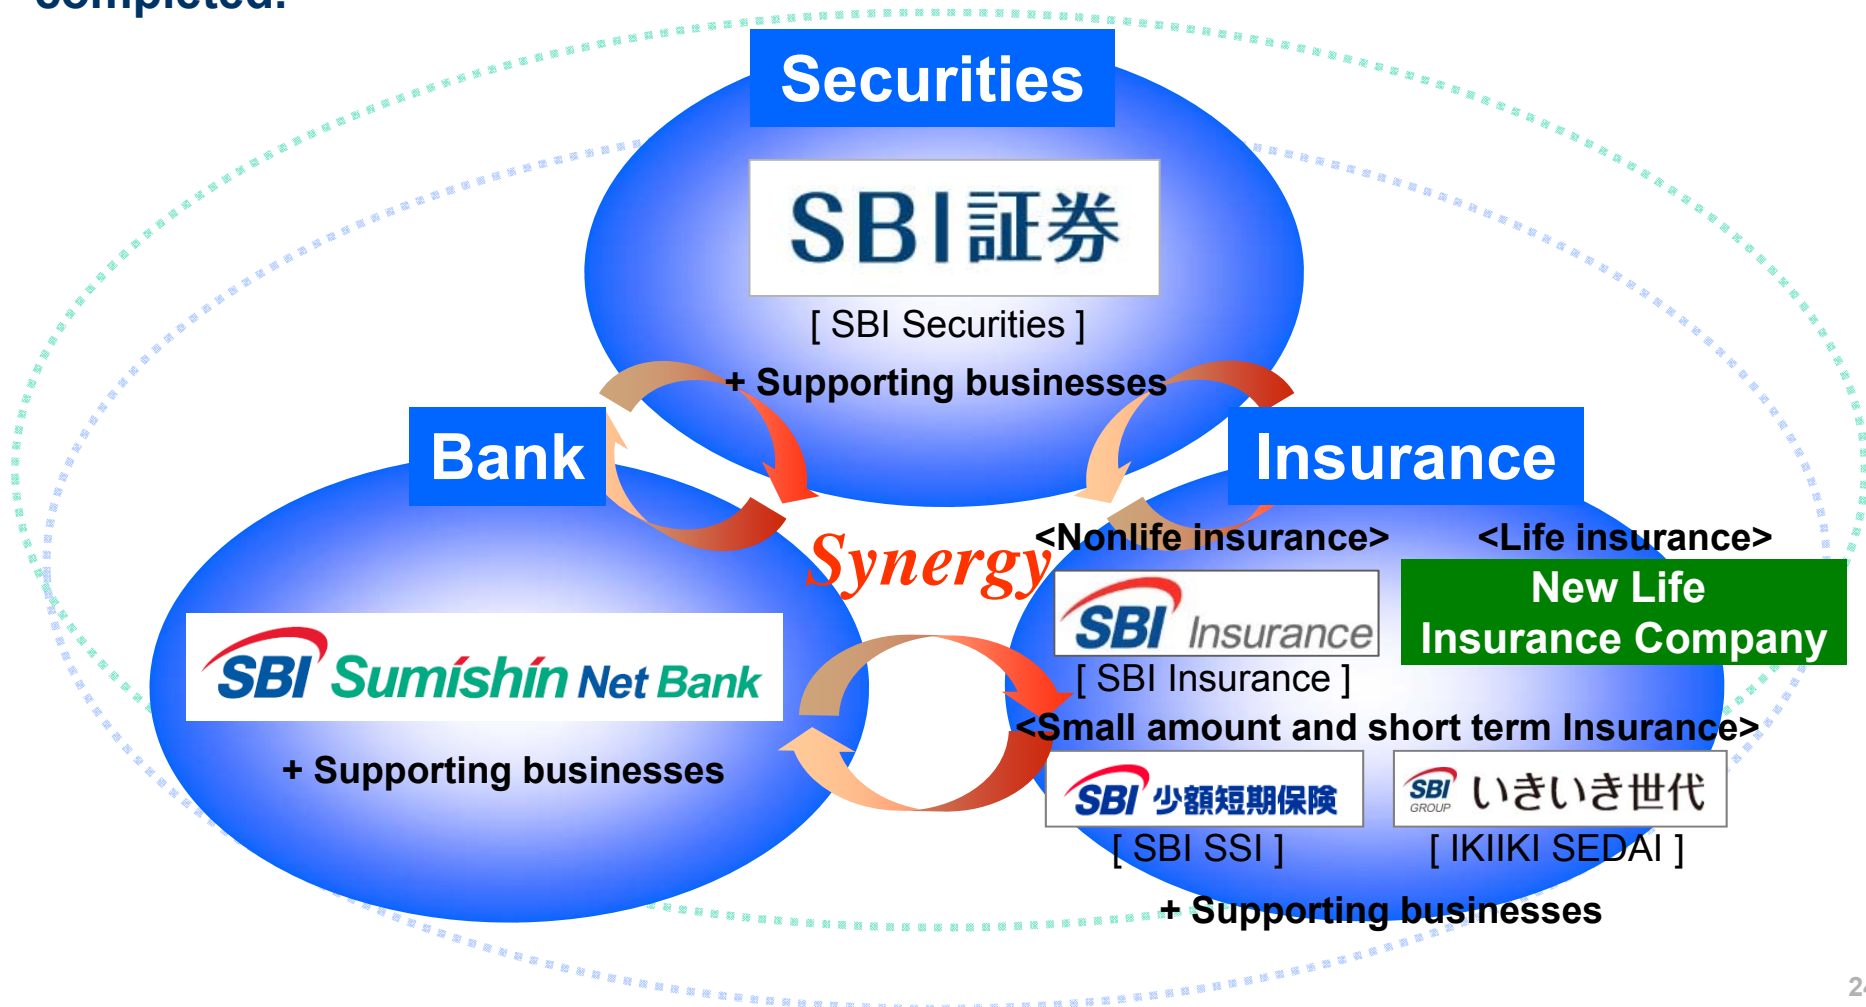 completed.
Securities
SBI証券
[ SBI Securities ]
+ Supporting businesses
Bank
Insurance
Synergy
<Nonlife insurance>
<Life insurance>
SBI Insurance
New Life
Insurance Company
[ SBI Insurance ]
SBI Sumishin Net Bank
+ Supporting businesses
<Small amount and short term Insurance>
SBI 少額短期保険
SBI GROUP いきいき世代
[ SBI SSI ]
[ IKIIKI SEDAI ]
+ Supporting businesses